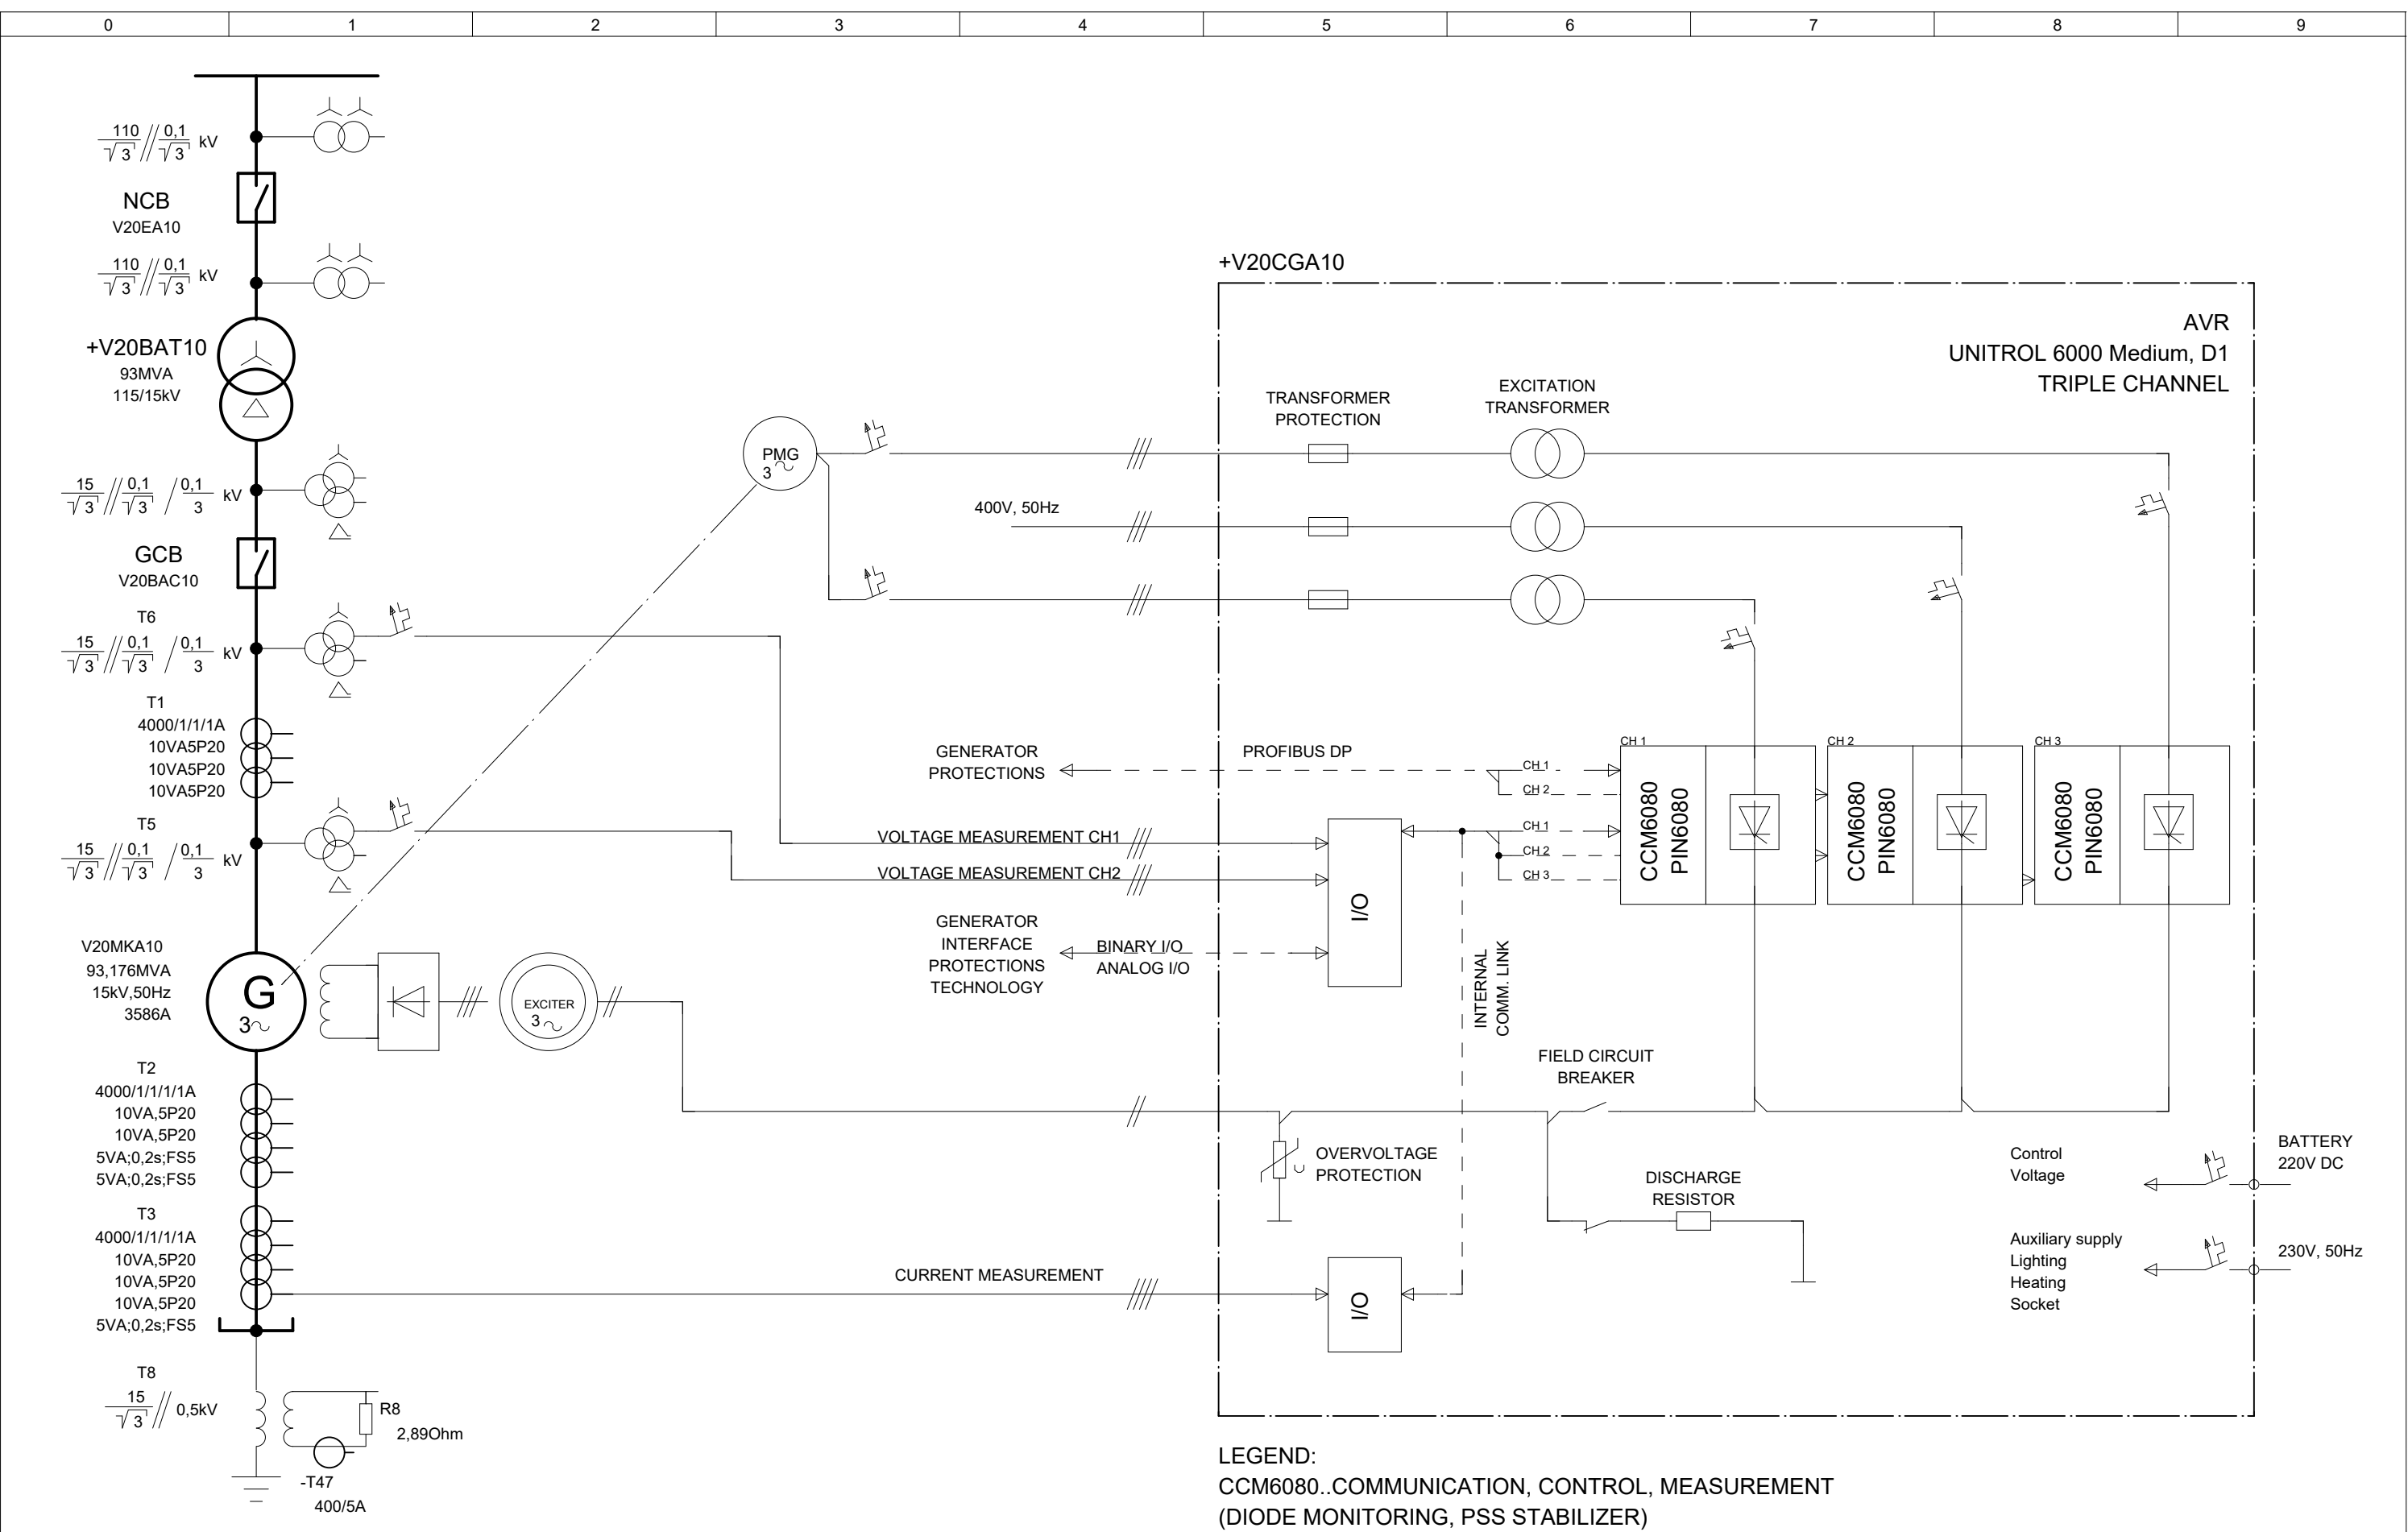 0 1 2 3 4 5 6 7 8 9
110/√3 // 0,1/√3 kV
NCB
V20EA10
110/√3 // 0,1/√3 kV
+V20BAT10
93MVA
115/15kV
15/√3 // 0,1/√3 / 0,1/3 kV
GCB
V20BAC10
T6
15/√3 // 0,1/√3 / 0,1/3 kV
T1
4000/1/1/1A
10VA5P20
10VA5P20
10VA5P20
T5
15/√3 // 0,1/√3 / 0,1/3 kV
V20MKA10
93,176MVA
15kV,50Hz
3586A
G
3~
T2
4000/1/1/1/1A
10VA,5P20
10VA,5P20
5VA;0,2s;FS5
5VA;0,2s;FS5
T3
4000/1/1/1/1A
10VA,5P20
10VA,5P20
10VA,5P20
5VA;0,2s;FS5
T8
15/√3 // 0,5kV
R8
2,89Ohm
-T47
400/5A
EXCITER
3~
PMG
3~
400V, 50Hz
GENERATOR
PROTECTIONS
VOLTAGE MEASUREMENT CH1
VOLTAGE MEASUREMENT CH2
GENERATOR
INTERFACE
PROTECTIONS
TECHNOLOGY
BINARY I/O
ANALOG I/O
CURRENT MEASUREMENT
+V20CGA10
AVR
UNITROL 6000 Medium, D1
TRIPLE CHANNEL
TRANSFORMER
PROTECTION
EXCITATION
TRANSFORMER
PROFIBUS DP
CH 1
CH 2
CH 1
CH 2
CH 3
CH 1
CCM6080
PIN6080
CH 2
CCM6080
PIN6080
CH 3
CCM6080
PIN6080
I/O
INTERNAL
COMM. LINK
FIELD CIRCUIT
BREAKER
OVERVOLTAGE
PROTECTION
DISCHARGE
RESISTOR
I/O
Control
Voltage
BATTERY
220V DC
Auxiliary supply
Lighting
Heating
Socket
230V, 50Hz
LEGEND:
CCM6080..COMMUNICATION, CONTROL, MEASUREMENT
(DIODE MONITORING, PSS STABILIZER)